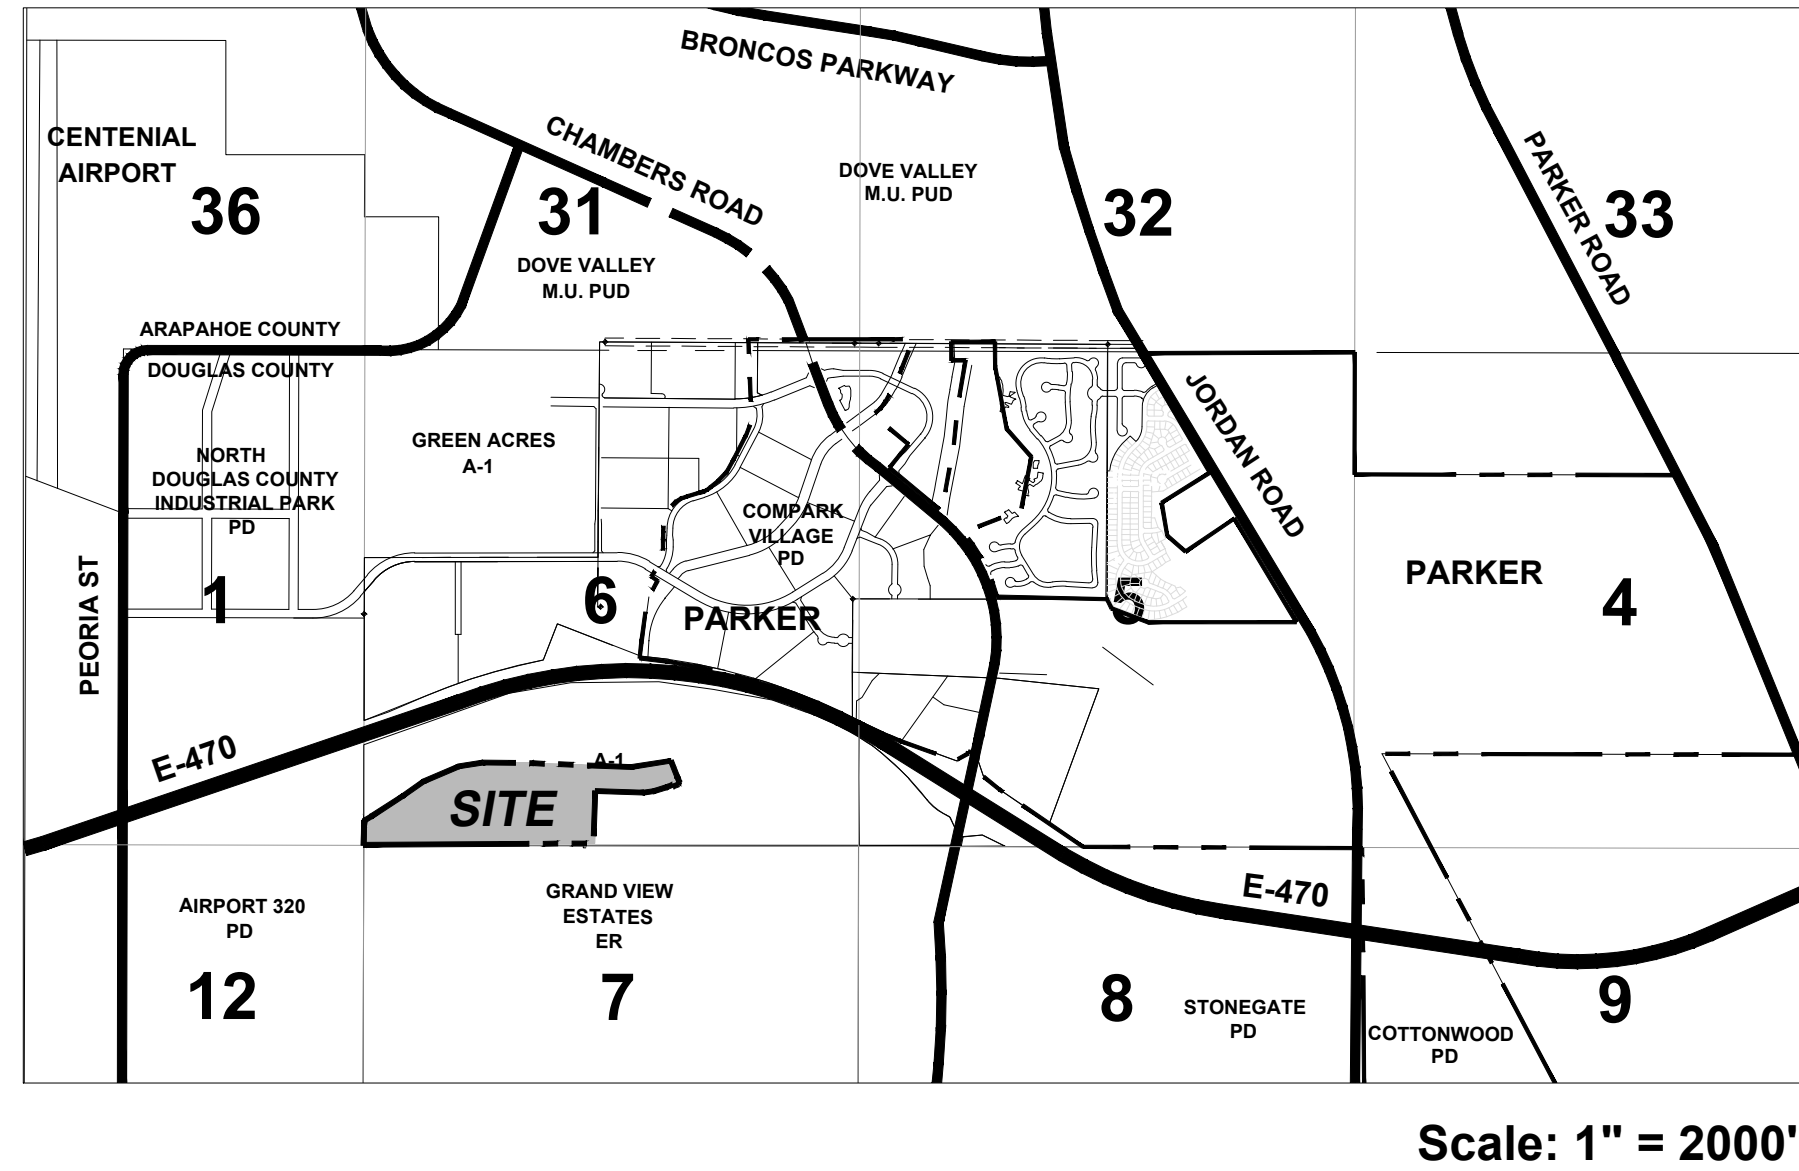 BRONCOS PARKWAY
CENTENIAL
AIRPORT
36
CHAMBERS ROAD
31
DOVE VALLEY
M.U. PUD
DOVE VALLEY
M.U. PUD
32
PARKER ROAD
33
ARAPAHOE COUNTY
DOUGLAS COUNTY
NORTH
DOUGLAS COUNTY
INDUSTRIAL PARK
PD
GREEN ACRES
A-1
COMPARK
VILLAGE
PD
JORDAN ROAD
PEORIA ST
1
6
PARKER
5
PARKER
4
E-470
A-1
SITE
AIRPORT 320
PD
12
GRAND VIEW
ESTATES
ER
7
E-470
8
STONEGATE
PD
COTTONWOOD
PD
9
Scale: 1" = 2000'